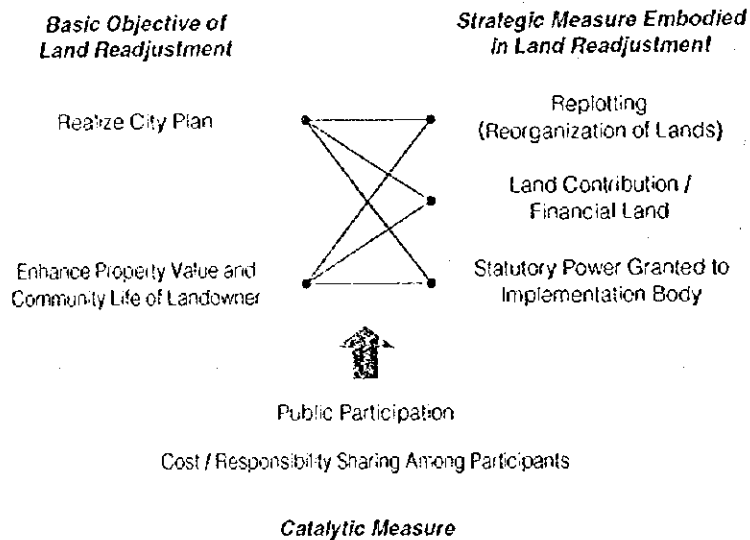 Basic Objective of
Land Readjustment
Strategic Measure Embodied
in Land Readjustment
Realize City Plan
Replotting
(Reorganization of Lands)
Land Contribution /
Financial Land
Enhance Property Value and
Community Life of Landowner
Statutory Power Granted to
Implementation Body
Public Participation
Cost / Responsibility Sharing Among Participants
Catalytic Measure